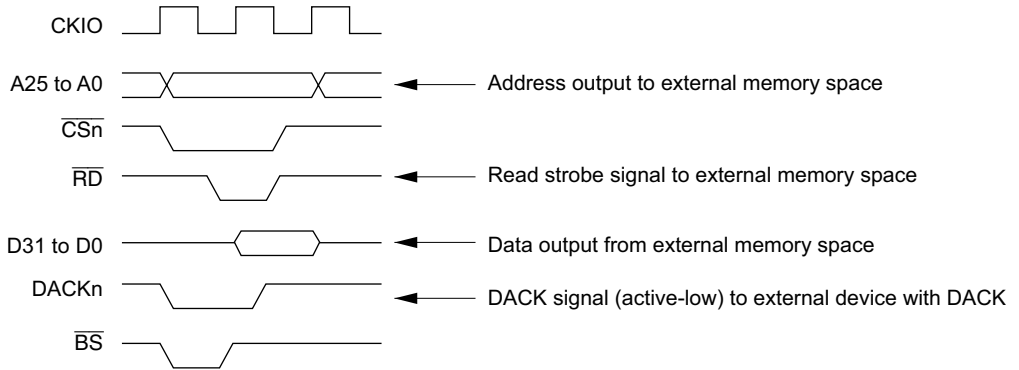 CKIO
A25 to A0 Address output to external memory space
CSn
RD Read strobe signal to external memory space
D31 to D0 Data output from external memory space
DACKn DACK signal (active-low) to external device with DACK
BS